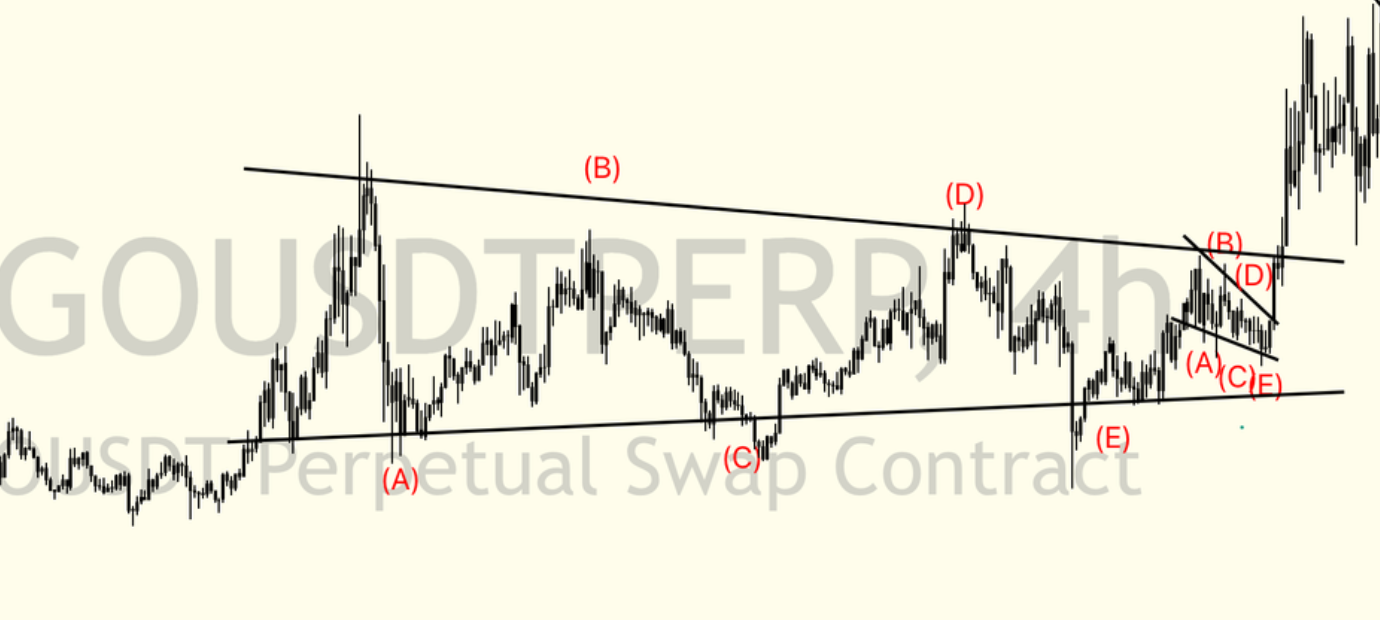 (B)
(D)
(B)
(D)
GOUSDTPERP, 4h
(A)
(C)
(E)
(E)
(A)
(C)
OUSDT Perpetual Swap Contract